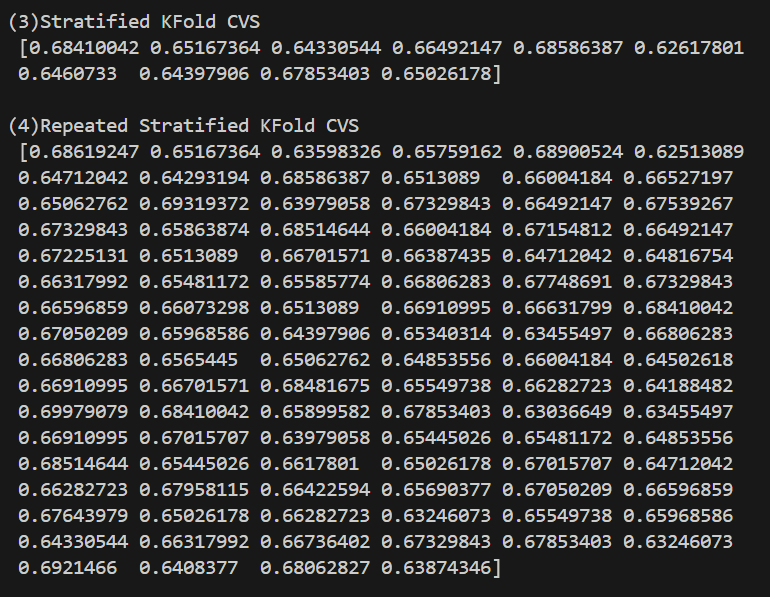 (3)Stratified KFold CVS
[0.68410042 0.65167364 0.64330544 0.66492147 0.68586387 0.62617801
0.6460733  0.64397906 0.67853403 0.65026178]
(4)Repeated Stratified KFold CVS
[0.68619247 0.65167364 0.63598326 0.65759162 0.68900524 0.62513089
0.64712042 0.64293194 0.68586387 0.6513089  0.66004184 0.66527197
0.65062762 0.69319372 0.63979058 0.67329843 0.66492147 0.67539267
0.67329843 0.65863874 0.68514644 0.66004184 0.67154812 0.66492147
0.67225131 0.6513089  0.66701571 0.66387435 0.64712042 0.64816754
0.66317992 0.65481172 0.65585774 0.66806283 0.67748691 0.67329843
0.66596859 0.66073298 0.6513089  0.66910995 0.66631799 0.68410042
0.67050209 0.65968586 0.64397906 0.65340314 0.63455497 0.66806283
0.66806283 0.6565445  0.65062762 0.64853556 0.66004184 0.64502618
0.66910995 0.66701571 0.68481675 0.65549738 0.66282723 0.64188482
0.69979079 0.68410042 0.65899582 0.67853403 0.63036649 0.63455497
0.66910995 0.67015707 0.63979058 0.65445026 0.65481172 0.64853556
0.68514644 0.65445026 0.6617801  0.65026178 0.67015707 0.64712042
0.66282723 0.67958115 0.66422594 0.65690377 0.67050209 0.66596859
0.67643979 0.65026178 0.66282723 0.63246073 0.65549738 0.65968586
0.64330544 0.66317992 0.66736402 0.67329843 0.67853403 0.63246073
0.6921466  0.6408377  0.68062827 0.63874346]